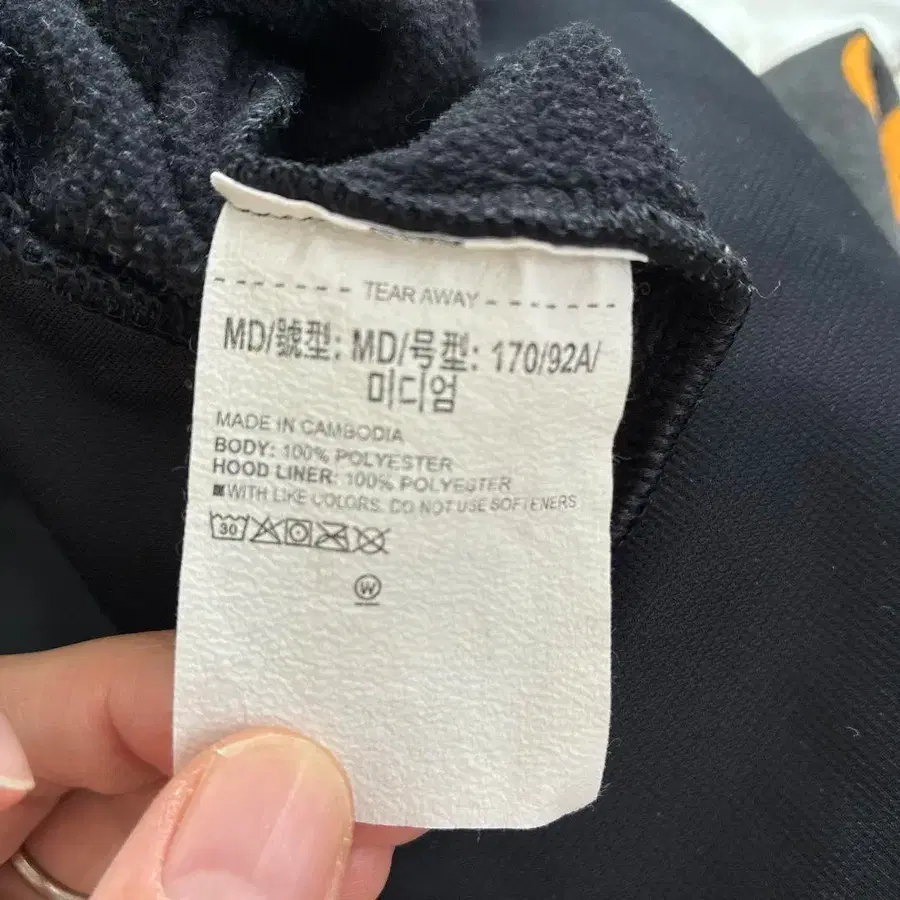 TEAR AWAY
MD/號型: MD/号型: 170/92A/
미디엄
MADE IN CAMBODIA
BODY: 100% POLYESTER
HOOD LINER: 100% POLYESTER
WITH LIKE COLORS. DO NOT USE SOFTENERS
30
W